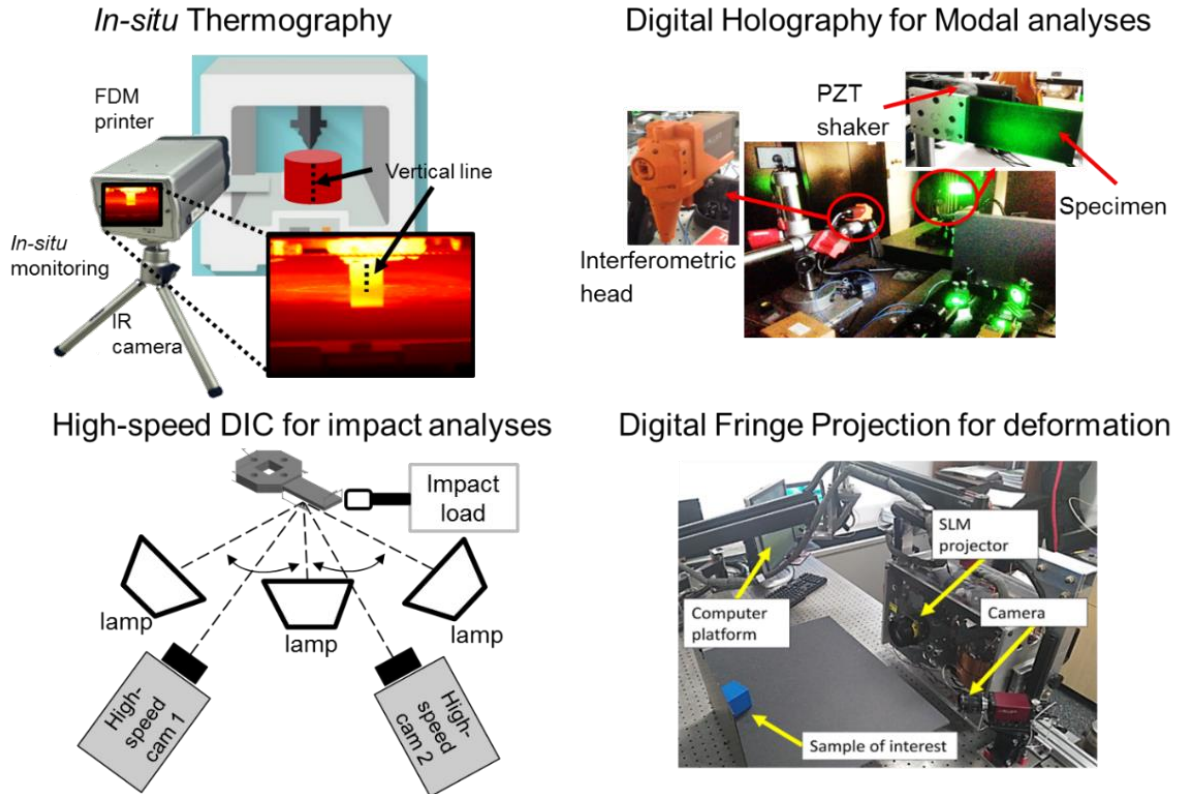 In-situ Thermography
FDM
printer
Vertical line
In-situ
monitoring
IR
camera
Digital Holography for Modal analyses
PZT
shaker
Specimen
Interferometric
head
High-speed DIC for impact analyses
Impact
load
lamp
lamp
lamp
High-
speed
cam 1
High-
speed
cam 2
Digital Fringe Projection for deformation
SLM
projector
Computer
platform
Camera
Sample of interest